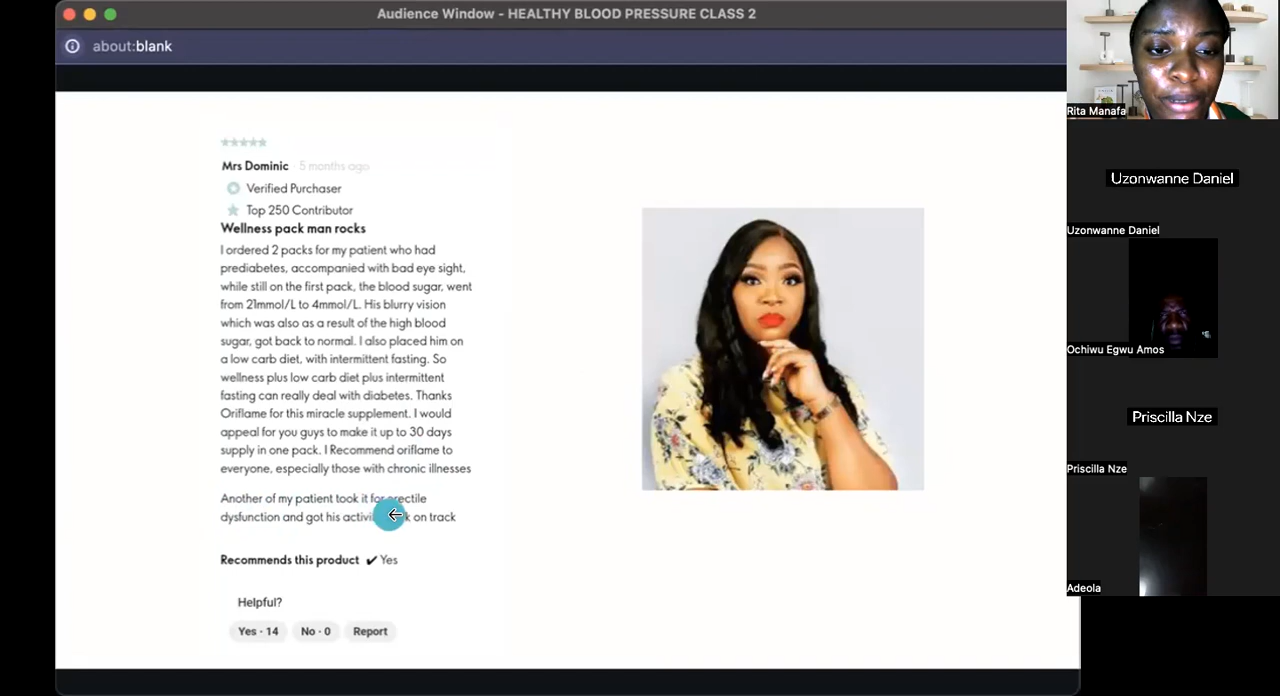 Audience Window - HEALTHY BLOOD PRESSURE CLASS 2
about:blank
Mrs Dominic 5 months ago
Verified Purchaser
Top 250 Contributor
Wellness pack man rocks
I ordered 2 packs for my patient who had
prediabetes, accompanied with bad eye sight,
while still on the first pack, the blood sugar, went
from 21mmol/L to 4mmol/L. His blurry vision
which was also as a result of the high blood
sugar, got back to normal. I also placed him on
a low carb diet, with intermittent fasting. So
wellness plus low carb diet plus intermittent
fasting can really deal with diabetes. Thanks
Oriflame for this miracle supplement. I would
appeal for you guys to make it up to 30 days
supply in one pack. I Recommend oriflame to
everyone, especially those with chronic illnesses
Another of my patient took it for erectile
dysfunction and got his on track
Recommends this product ✔ Yes
Helpful?
Yes · 14 No · 0 Report
Rita Manafa
Uzonwanne Daniel
Uzonwanne Daniel
Ochiwu Egwu Amos
Priscilla Nze
Priscilla Nze
Adeola